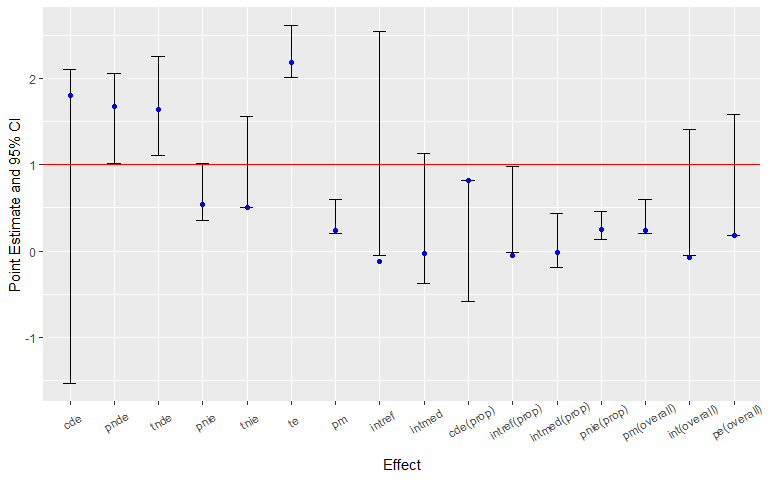 Point Estimate and 95% CI
2
1
0
-1
cde
pnde
tnde
pnie
tnie
te
pm
intref
intmed
cde(prop)
intref(prop)
intmed(prop)
pnie(prop)
pm(overall)
int(overall)
pe(overall)
Effect